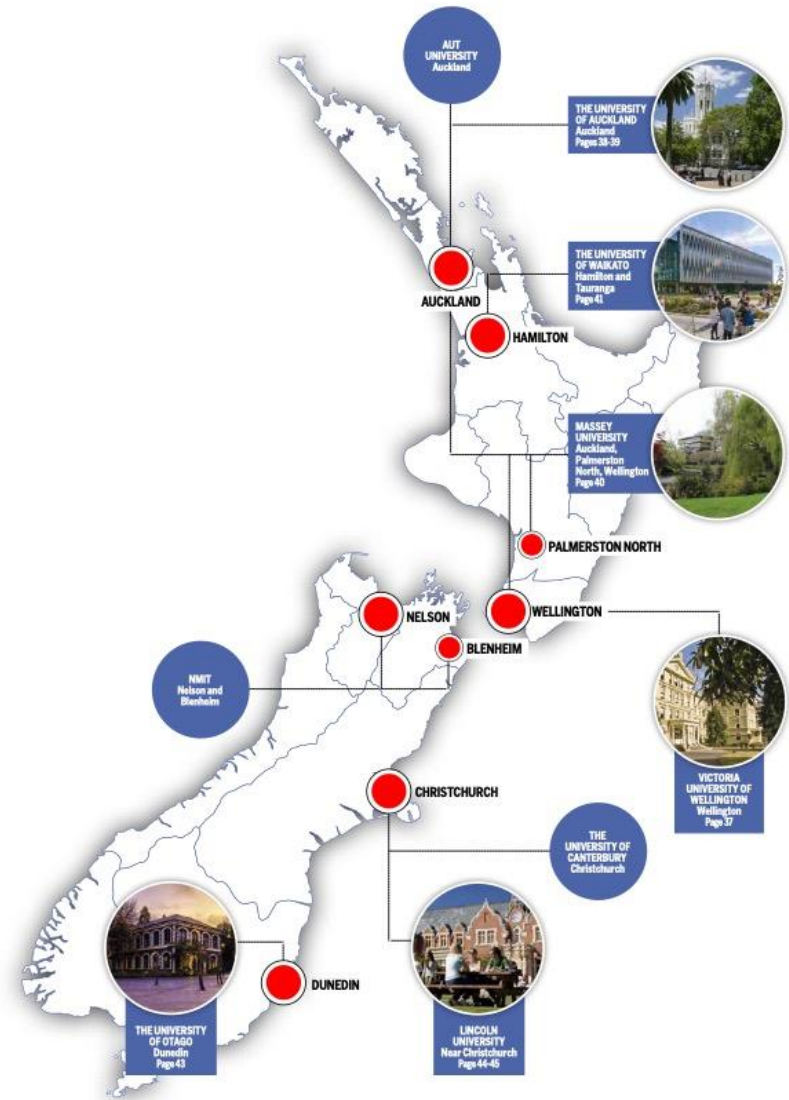 AUT
UNIVERSITY
Auckland
THE UNIVERSITY
OF AUCKLAND
Auckland
Pages 38-39
THE UNIVERSITY
OF WAIKATO
Hamilton and
Tauranga
Page 41
AUCKLAND
HAMILTON
MASSEY
UNIVERSITY
Auckland,
Palmerston
North, Wellington
Page 40
PALMERSTON NORTH
NELSON
WELLINGTON
BLENHEIM
NMIT
Nelson and
Blenheim
VICTORIA
UNIVERSITY OF
WELLINGTON
Wellington
Page 37
CHRISTCHURCH
THE
UNIVERSITY OF
CANTERBURY
Christchurch
DUNEDIN
THE UNIVERSITY
OF OTAGO
Dunedin
Page 43
LINCOLN
UNIVERSITY
Near Christchurch
Page 44-45